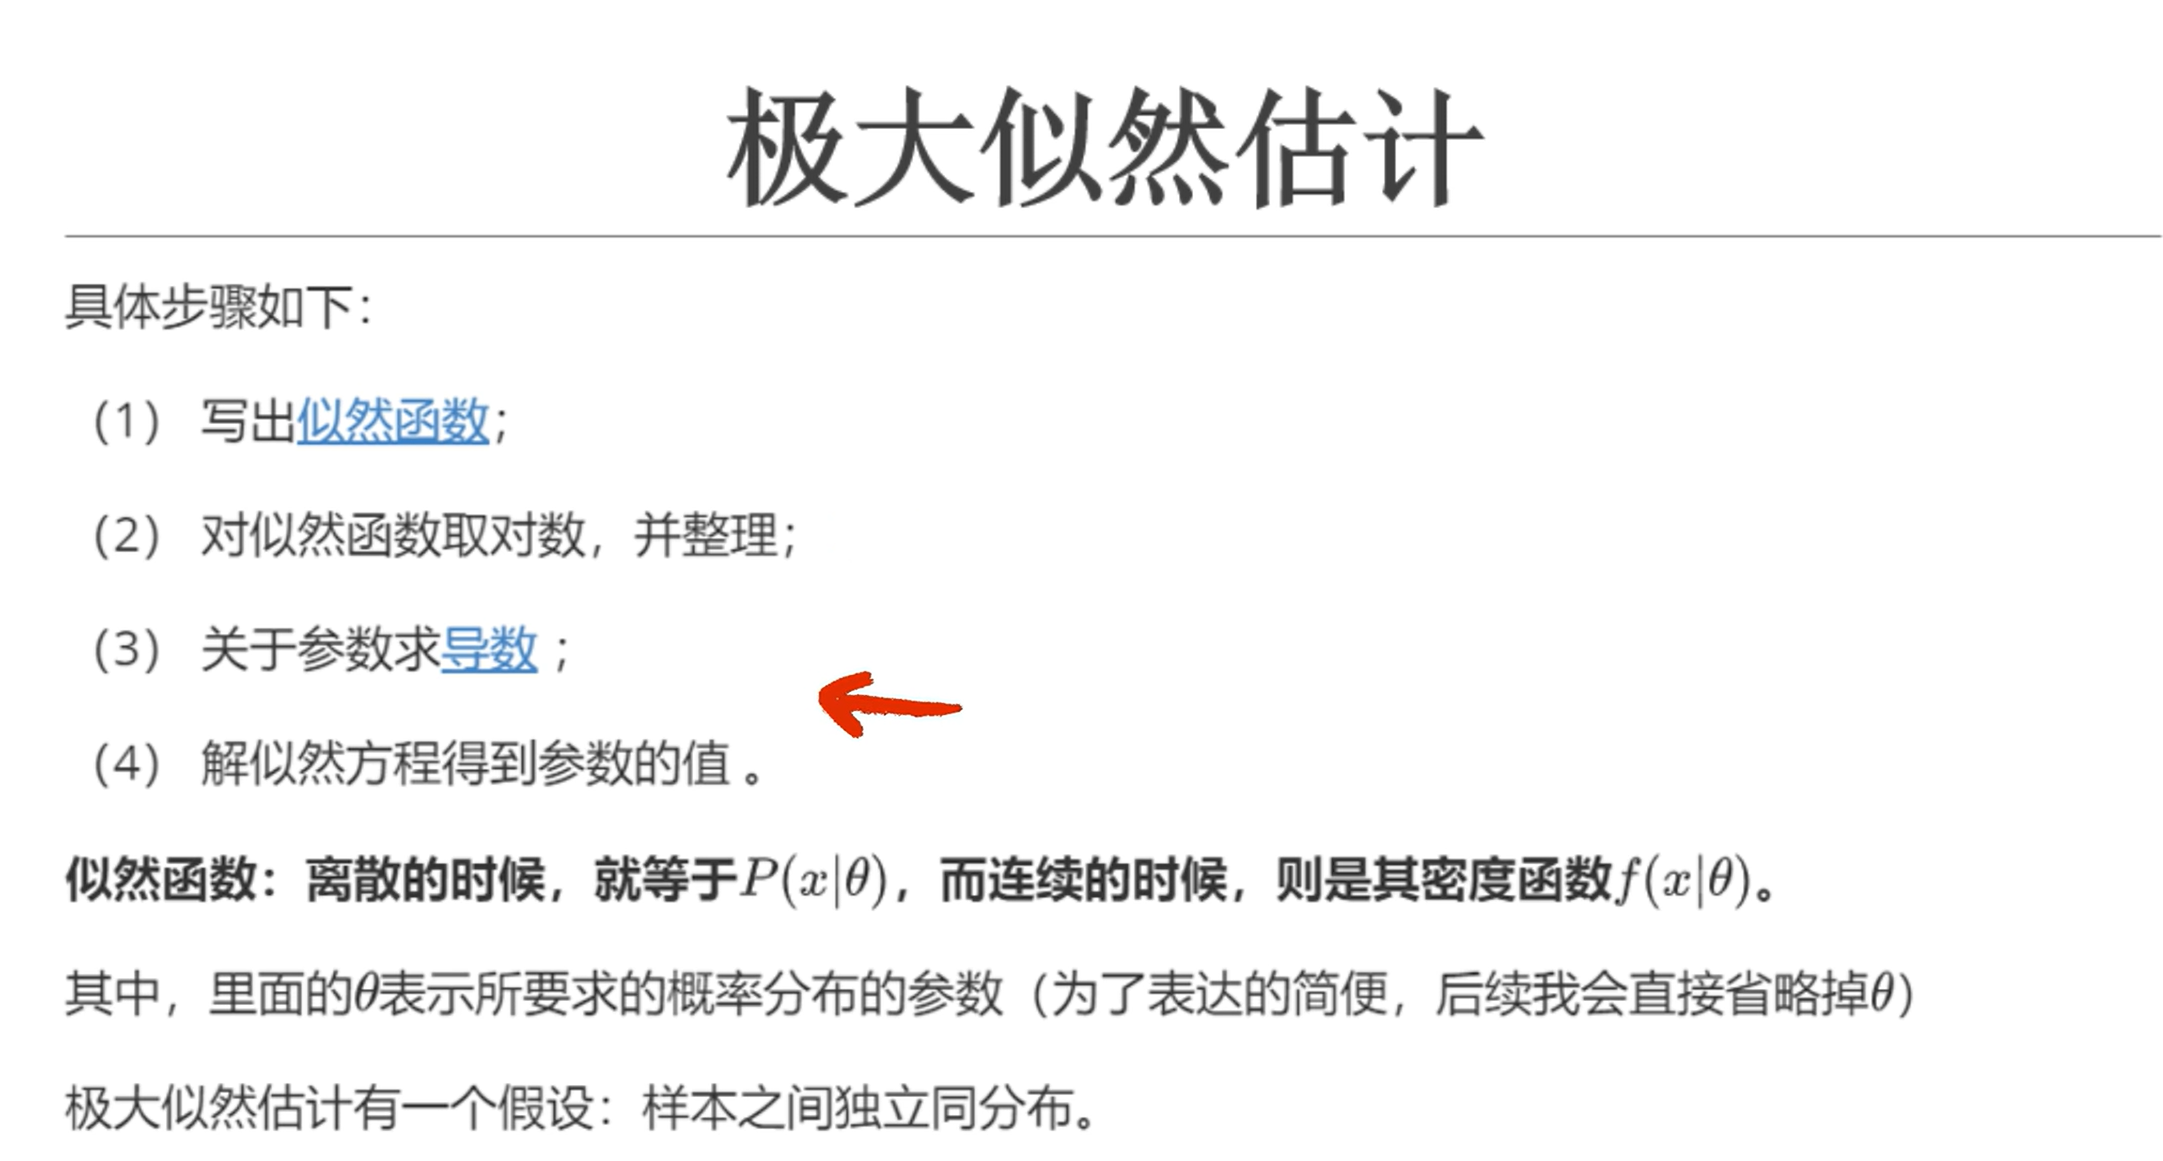 极大似然估计
具体步骤如下：
（1） 写出似然函数；
（2） 对似然函数取对数，并整理；
（3） 关于参数求导数 ；
（4） 解似然方程得到参数的值 。
似然函数：离散的时候，就等于P(x|θ)，而连续的时候，则是其密度函数f(x|θ)。
其中，里面的θ表示所要求的概率分布的参数（为了表达的简便，后续我会直接省略掉θ）
极大似然估计有一个假设：样本之间独立同分布。